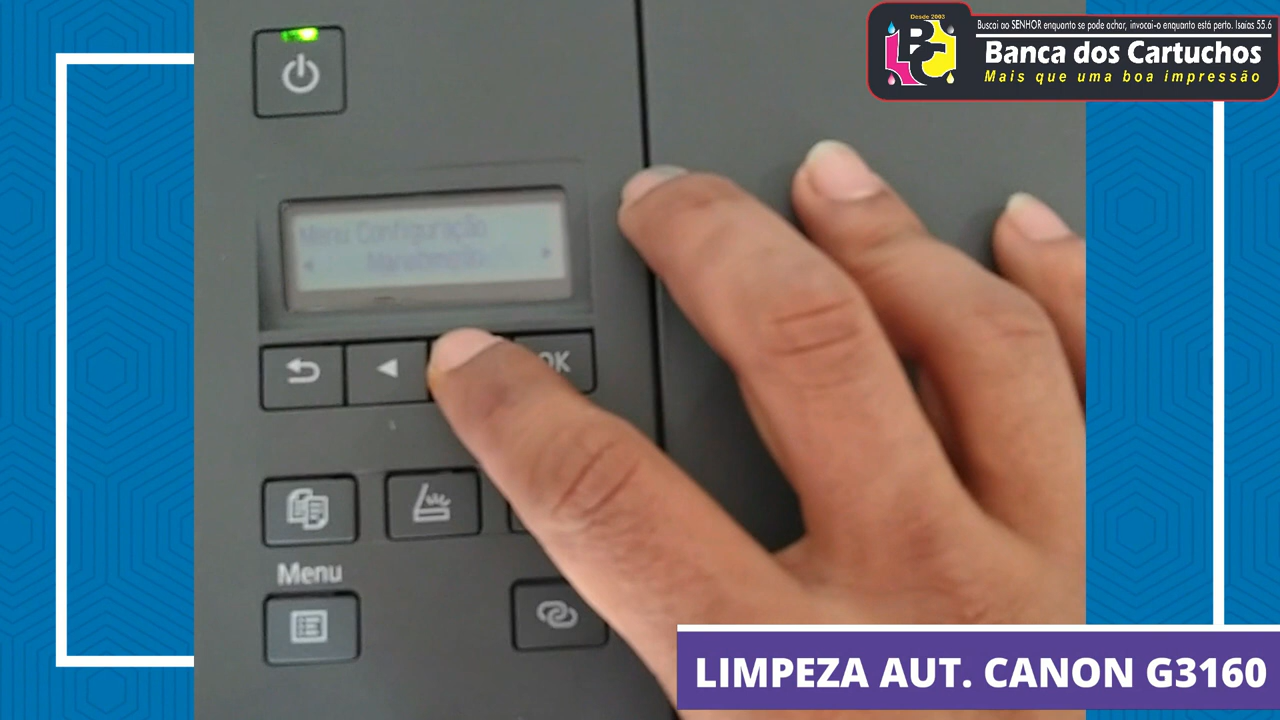 Desde 2003
Buscai ao SENHOR enquanto se pode achar, invocai-o enquanto está perto. Isaías 55.6
Banca dos Cartuchos
Mais que uma boa impressão
Menu Configuração
Manutenção
OK
Menu
LIMPEZA AUT. CANON G3160